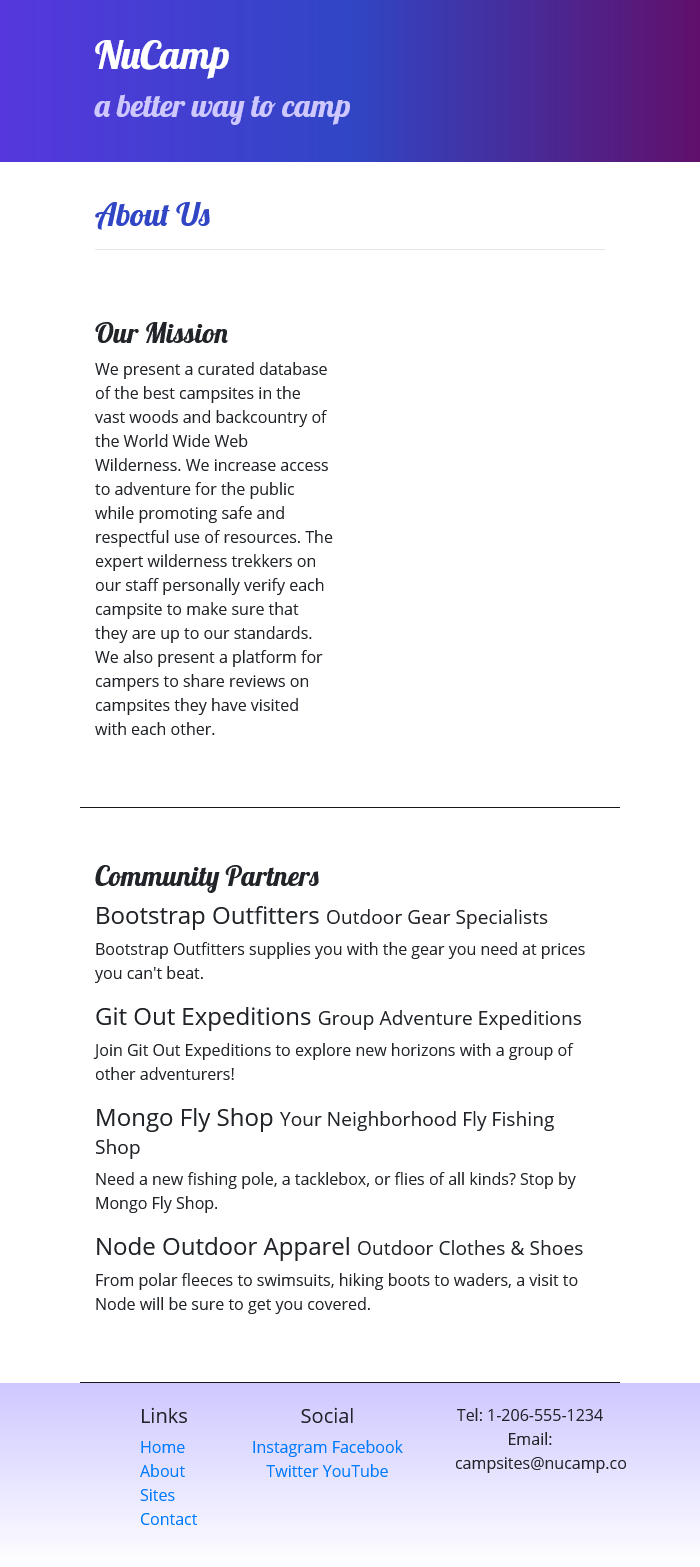 NuCamp
a better way to camp
About Us
Our Mission
We present a curated database
of the best campsites in the
vast woods and backcountry of
the World Wide Web
Wilderness. We increase access
to adventure for the public
while promoting safe and
respectful use of resources. The
expert wilderness trekkers on
our staff personally verify each
campsite to make sure that
they are up to our standards.
We also present a platform for
campers to share reviews on
campsites they have visited
with each other.
Community Partners
Bootstrap Outfitters Outdoor Gear Specialists
Bootstrap Outfitters supplies you with the gear you need at prices
you can't beat.
Git Out Expeditions Group Adventure Expeditions
Join Git Out Expeditions to explore new horizons with a group of
other adventurers!
Mongo Fly Shop Your Neighborhood Fly Fishing
Shop
Need a new fishing pole, a tacklebox, or flies of all kinds? Stop by
Mongo Fly Shop.
Node Outdoor Apparel Outdoor Clothes & Shoes
From polar fleeces to swimsuits, hiking boots to waders, a visit to
Node will be sure to get you covered.
Links
Home
About
Sites
Contact
Social
Instagram Facebook
Twitter YouTube
Tel: 1-206-555-1234
Email:
campsites@nucamp.co